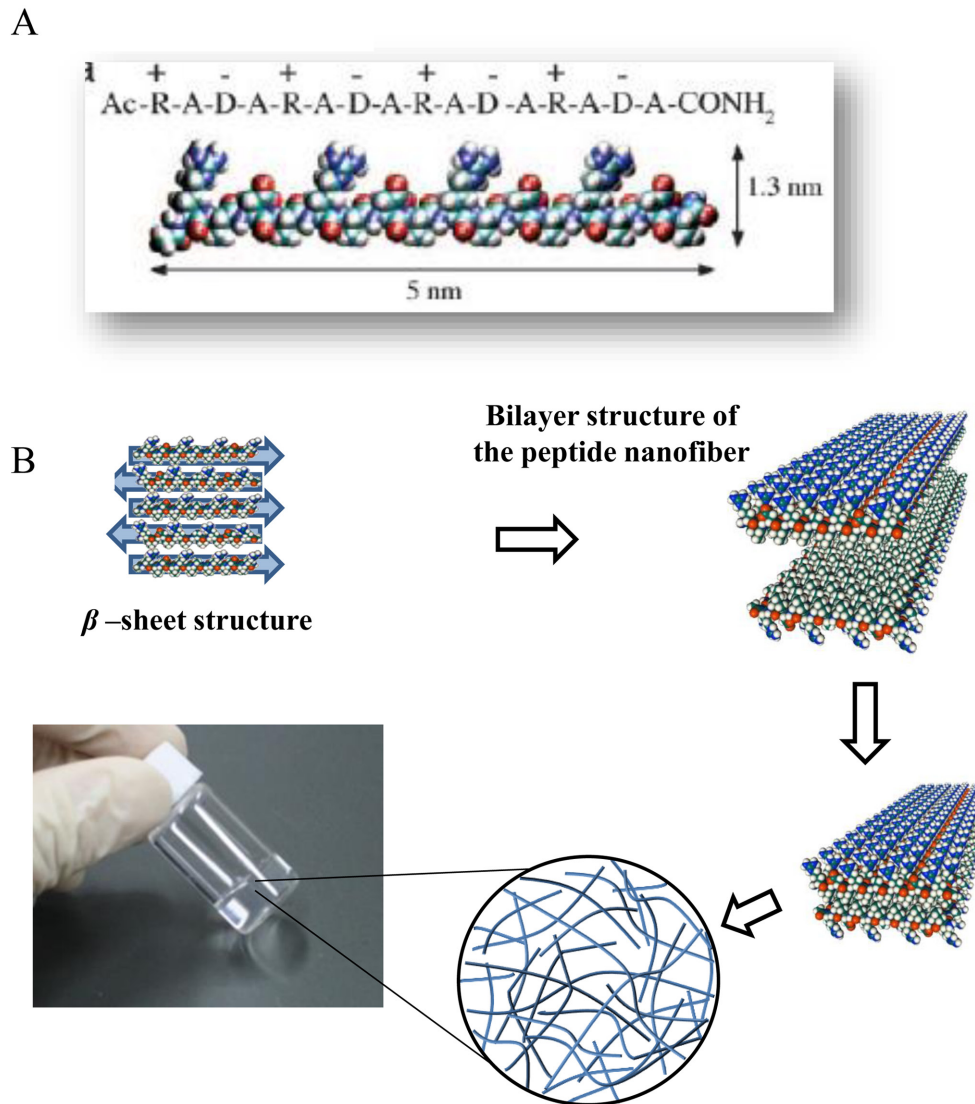 A
+ - + - + - + -
Ac-R-A-D-A-R-A-D-A-R-A-D -A-R-A-D-A-CONH₂
1.3 nm
5 nm
B
Bilayer structure of
the peptide nanofiber
β –sheet structure